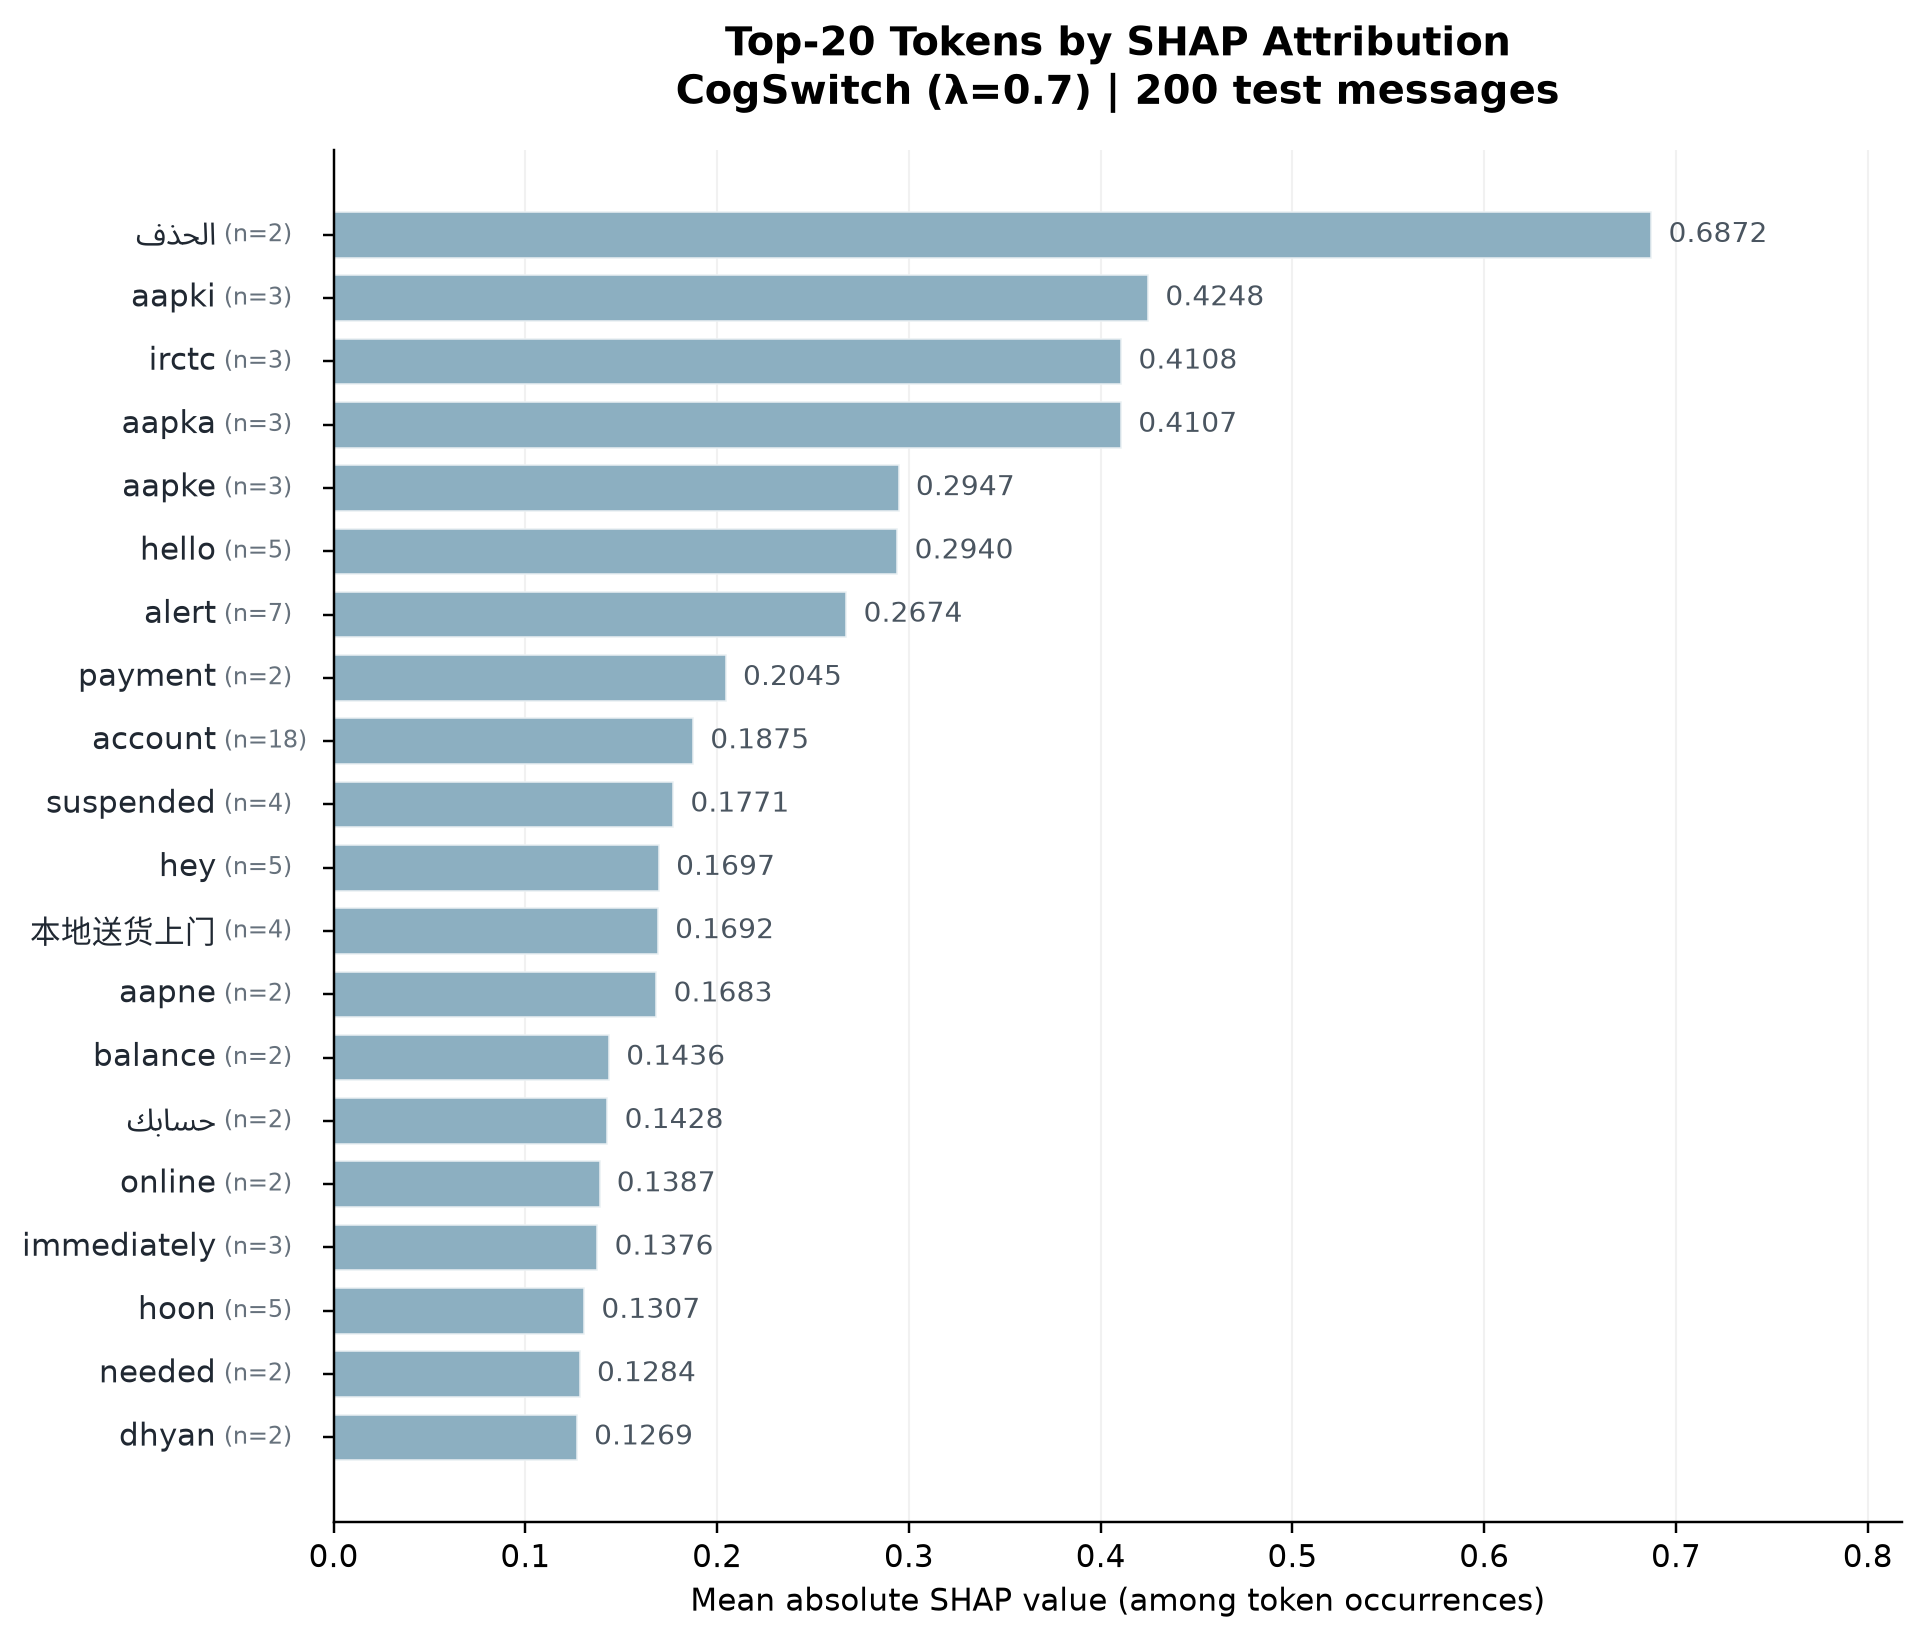 Top-20 Tokens by SHAP Attribution
CogSwitch (λ=0.7) | 200 test messages
الحذف (n=2) 0.6872
aapki (n=3) 0.4248
irctc (n=3) 0.4108
aapka (n=3) 0.4107
aapke (n=3) 0.2947
hello (n=5) 0.2940
alert (n=7) 0.2674
payment (n=2) 0.2045
account (n=18) 0.1875
suspended (n=4) 0.1771
hey (n=5) 0.1697
本地送货上门 (n=4) 0.1692
aapne (n=2) 0.1683
balance (n=2) 0.1436
حسابك (n=2) 0.1428
online (n=2) 0.1387
immediately (n=3) 0.1376
hoon (n=5) 0.1307
needed (n=2) 0.1284
dhyan (n=2) 0.1269
0.0 0.1 0.2 0.3 0.4 0.5 0.6 0.7 0.8
Mean absolute SHAP value (among token occurrences)